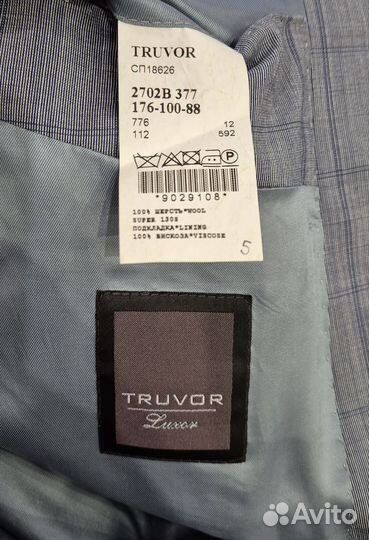 TRUVOR
СП18626
2702B 377
176-100-88
776 12
112 592
*9029108*
100% ШЕРСТЬ*WOOL
SUPER 130S
ПОДКЛАДКА*LINING
100% ВИСКОЗА*VISCOSE
5
TRUVOR
Luxor
Avito